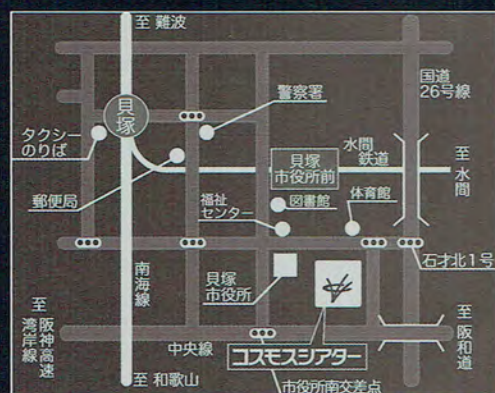 至 難波
国道
26号線
警察署
貝塚
タクシー
のりば
水間
鉄道
至 水間
貝塚
市役所前
郵便局
図書館
福祉
センター
体育館
石才北1号
南海線
貝塚
市役所
至 阪神高速
湾岸線
至 阪和道
中央線
コスモスシアター
至 和歌山
市役所南交差点